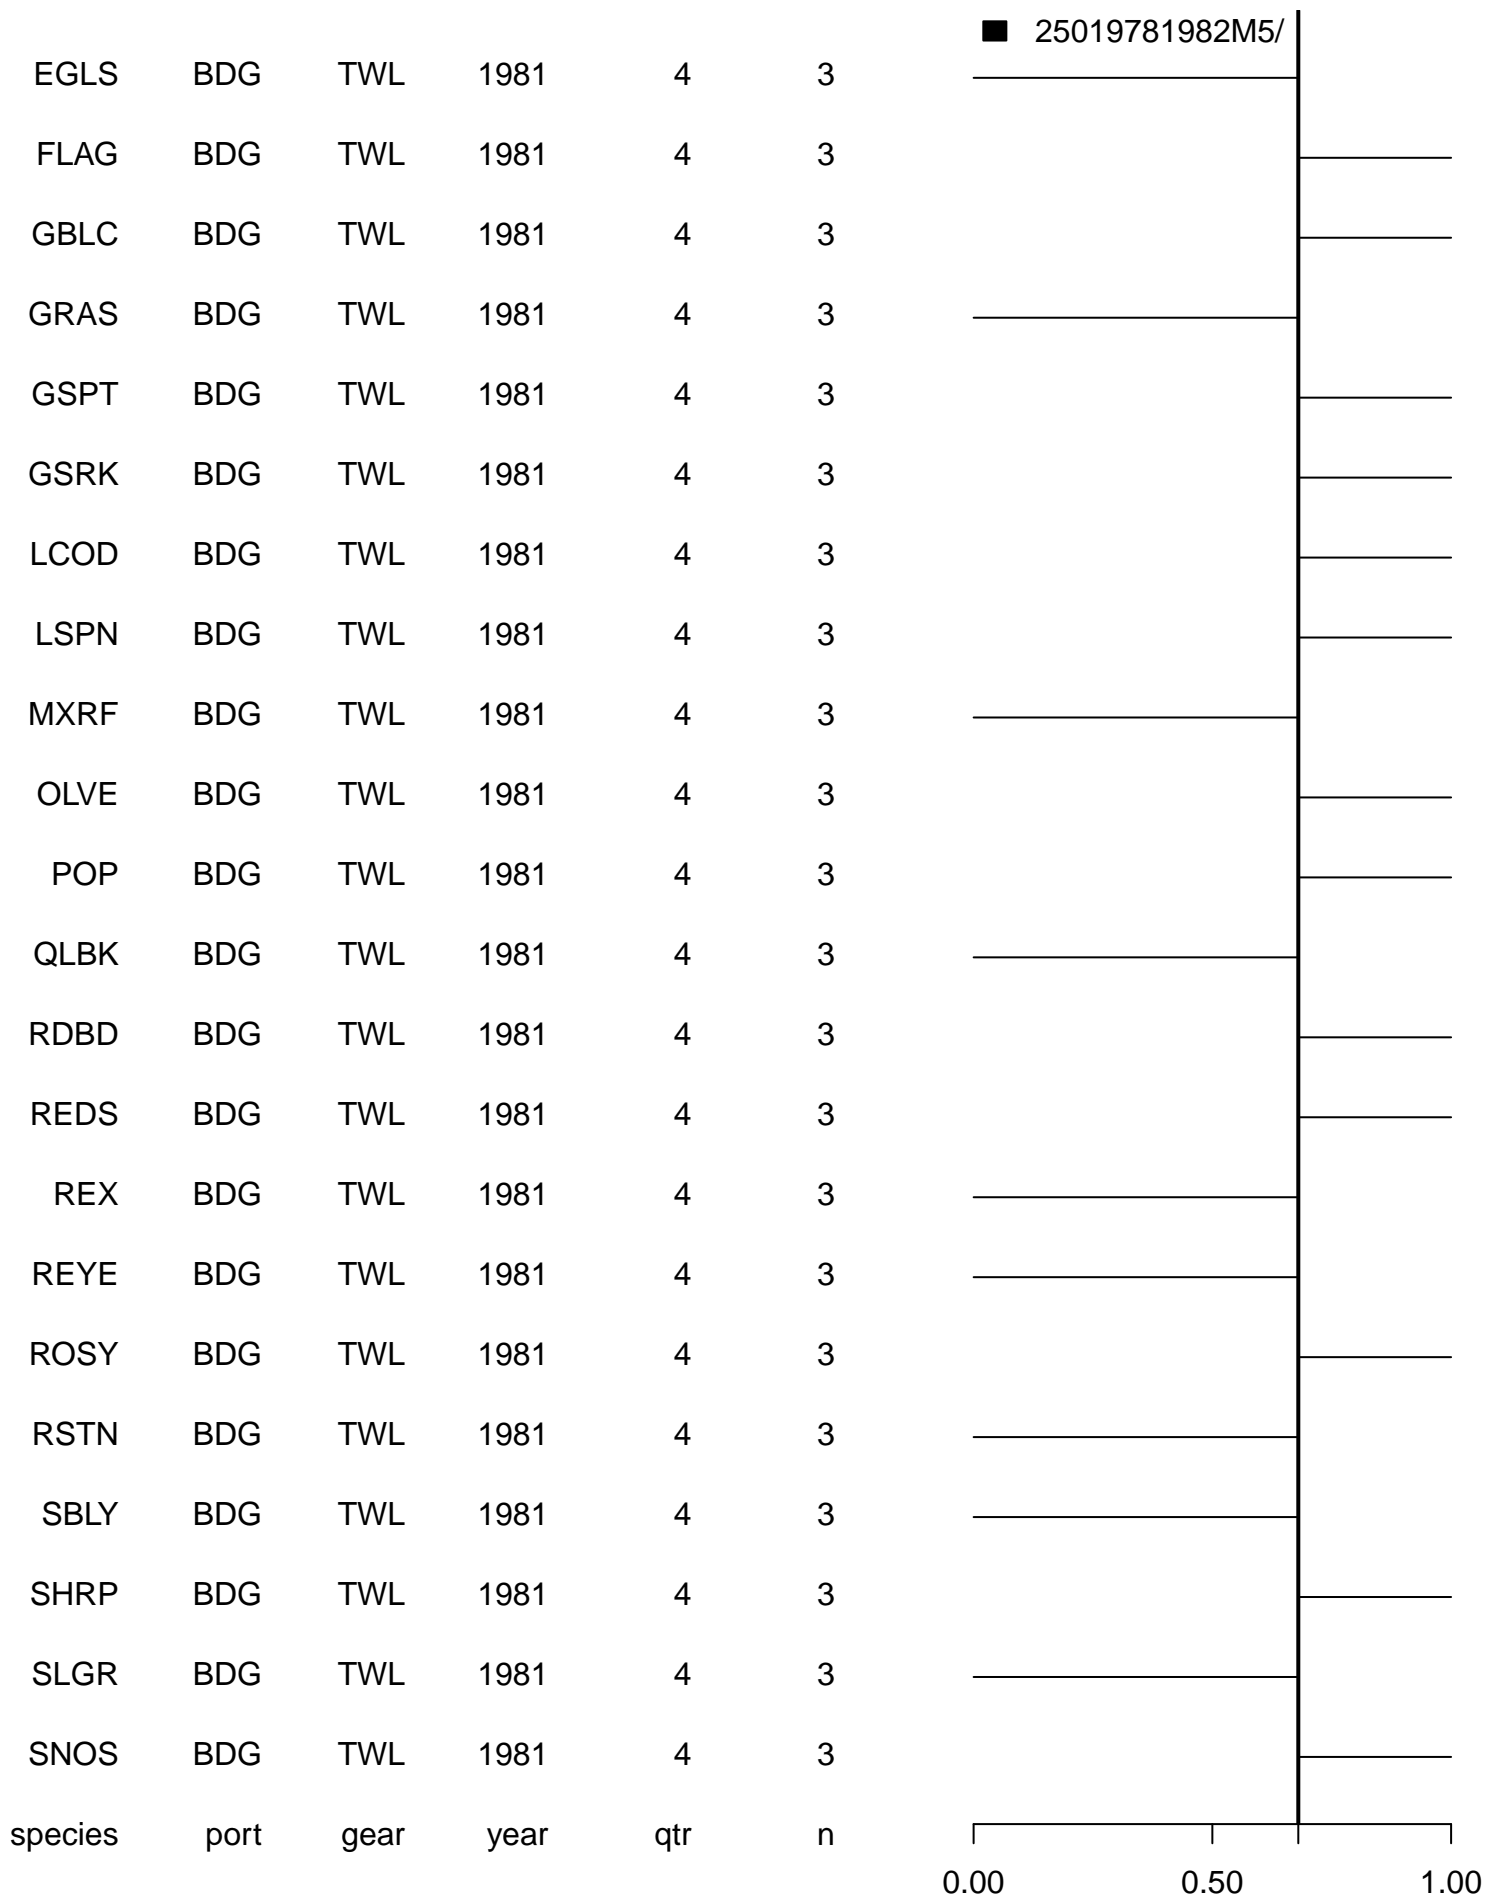 25019781982M5/
EGLS BDG TWL 1981 4 3
FLAG BDG TWL 1981 4 3
GBLC BDG TWL 1981 4 3
GRAS BDG TWL 1981 4 3
GSPT BDG TWL 1981 4 3
GSRK BDG TWL 1981 4 3
LCOD BDG TWL 1981 4 3
LSPN BDG TWL 1981 4 3
MXRF BDG TWL 1981 4 3
OLVE BDG TWL 1981 4 3
POP BDG TWL 1981 4 3
QLBK BDG TWL 1981 4 3
RDBD BDG TWL 1981 4 3
REDS BDG TWL 1981 4 3
REX BDG TWL 1981 4 3
REYE BDG TWL 1981 4 3
ROSY BDG TWL 1981 4 3
RSTN BDG TWL 1981 4 3
SBLY BDG TWL 1981 4 3
SHRP BDG TWL 1981 4 3
SLGR BDG TWL 1981 4 3
SNOS BDG TWL 1981 4 3
species port gear year qtr n
0.00 0.50 1.00